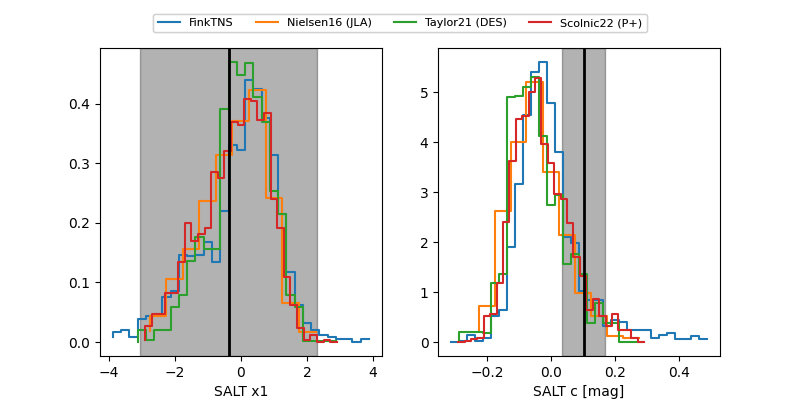 FinkTNS Nielsen16 (JLA) Taylor21 (DES) Scolnic22 (P+)
0.4
0.3
0.2
0.1
0.0
−4 −2 0 2 4
SALT x1
5
4
3
2
1
0
−0.2 0.0 0.2 0.4
SALT c [mag]